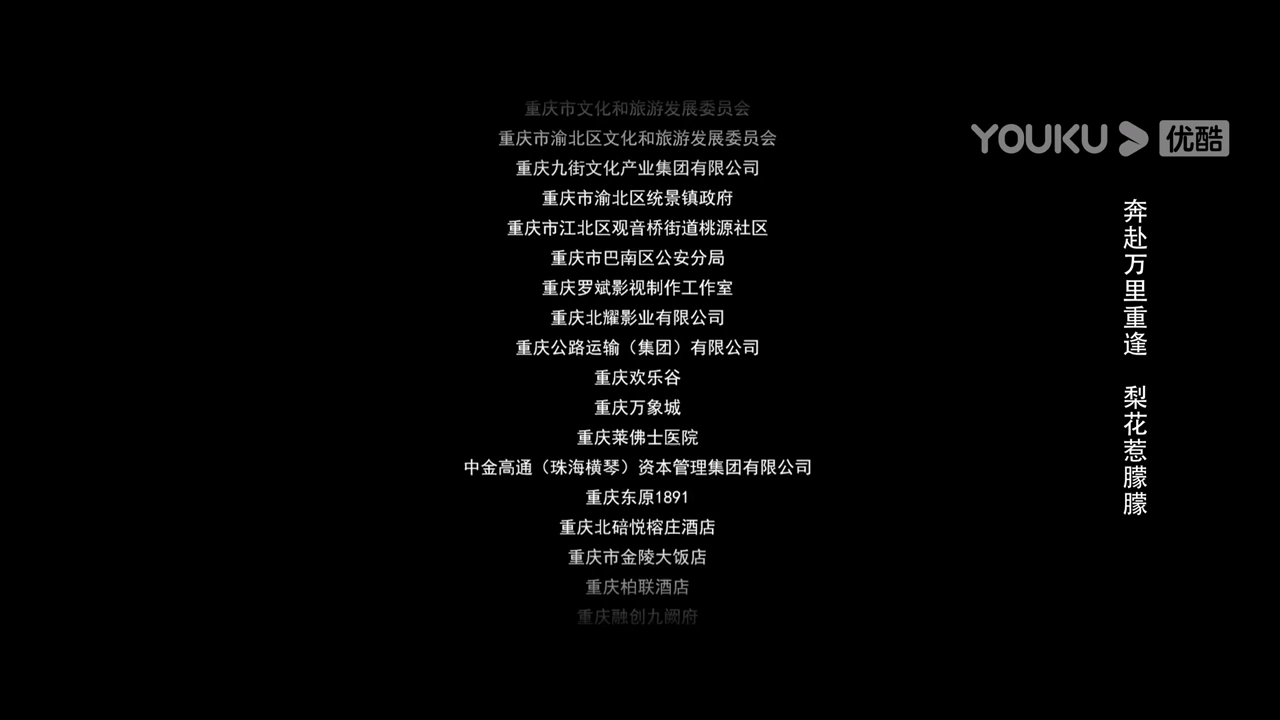 重庆市文化和旅游发展委员会
重庆市渝北区文化和旅游发展委员会
重庆九街文化产业集团有限公司
重庆市渝北区统景镇政府
重庆市江北区观音桥街道桃源社区
重庆市巴南区公安分局
重庆罗斌影视制作工作室
重庆北耀影业有限公司
重庆公路运输（集团）有限公司
重庆欢乐谷
重庆万象城
重庆莱佛士医院
中金高通（珠海横琴）资本管理集团有限公司
重庆东原1891
重庆北碚悦榕庄酒店
重庆市金陵大饭店
重庆柏联酒店
重庆融创九阙府
YOUKU 优酷
奔赴万里重逢 梨花惹朦朦